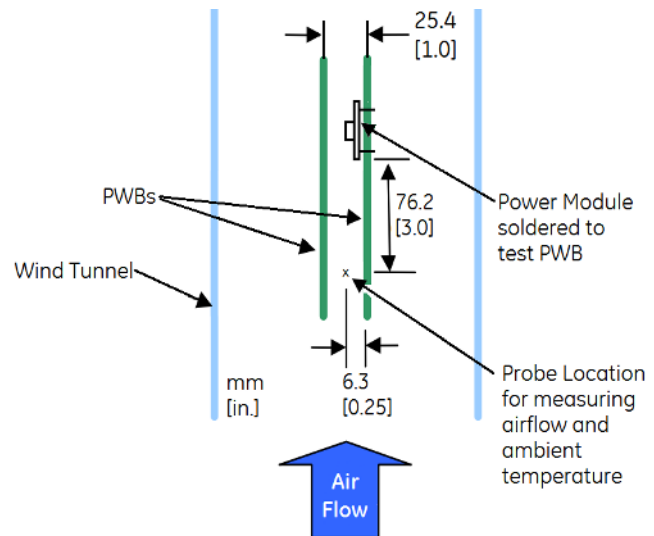 25.4
[1.0]
PWBs
76.2
[3.0]
Power Module
soldered to
test PWB
Wind Tunnel
x
mm
[in.]
6.3
[0.25]
Probe Location
for measuring
airflow and
ambient
temperature
Air
Flow